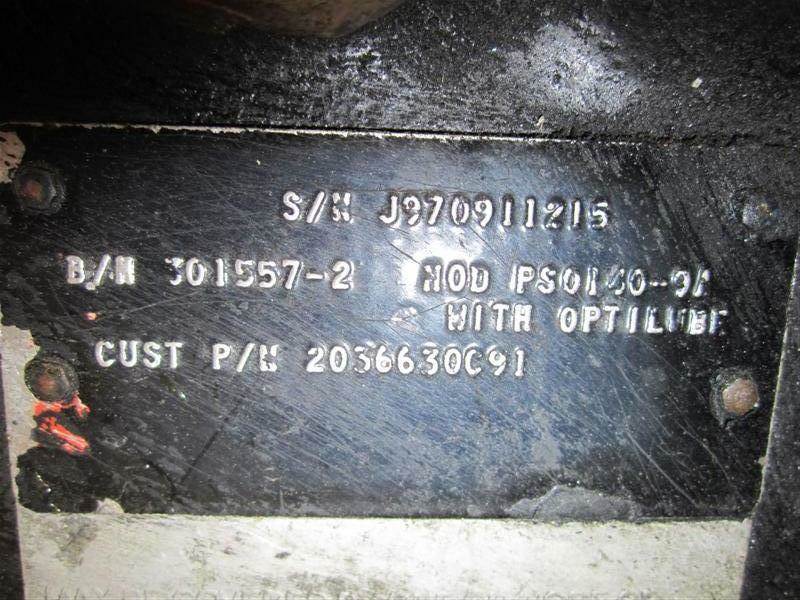 S/N J970911215
B/N 301557-2 MOD PS0140-9A
WITH OPTILUBE
CUST P/N 2036630C91